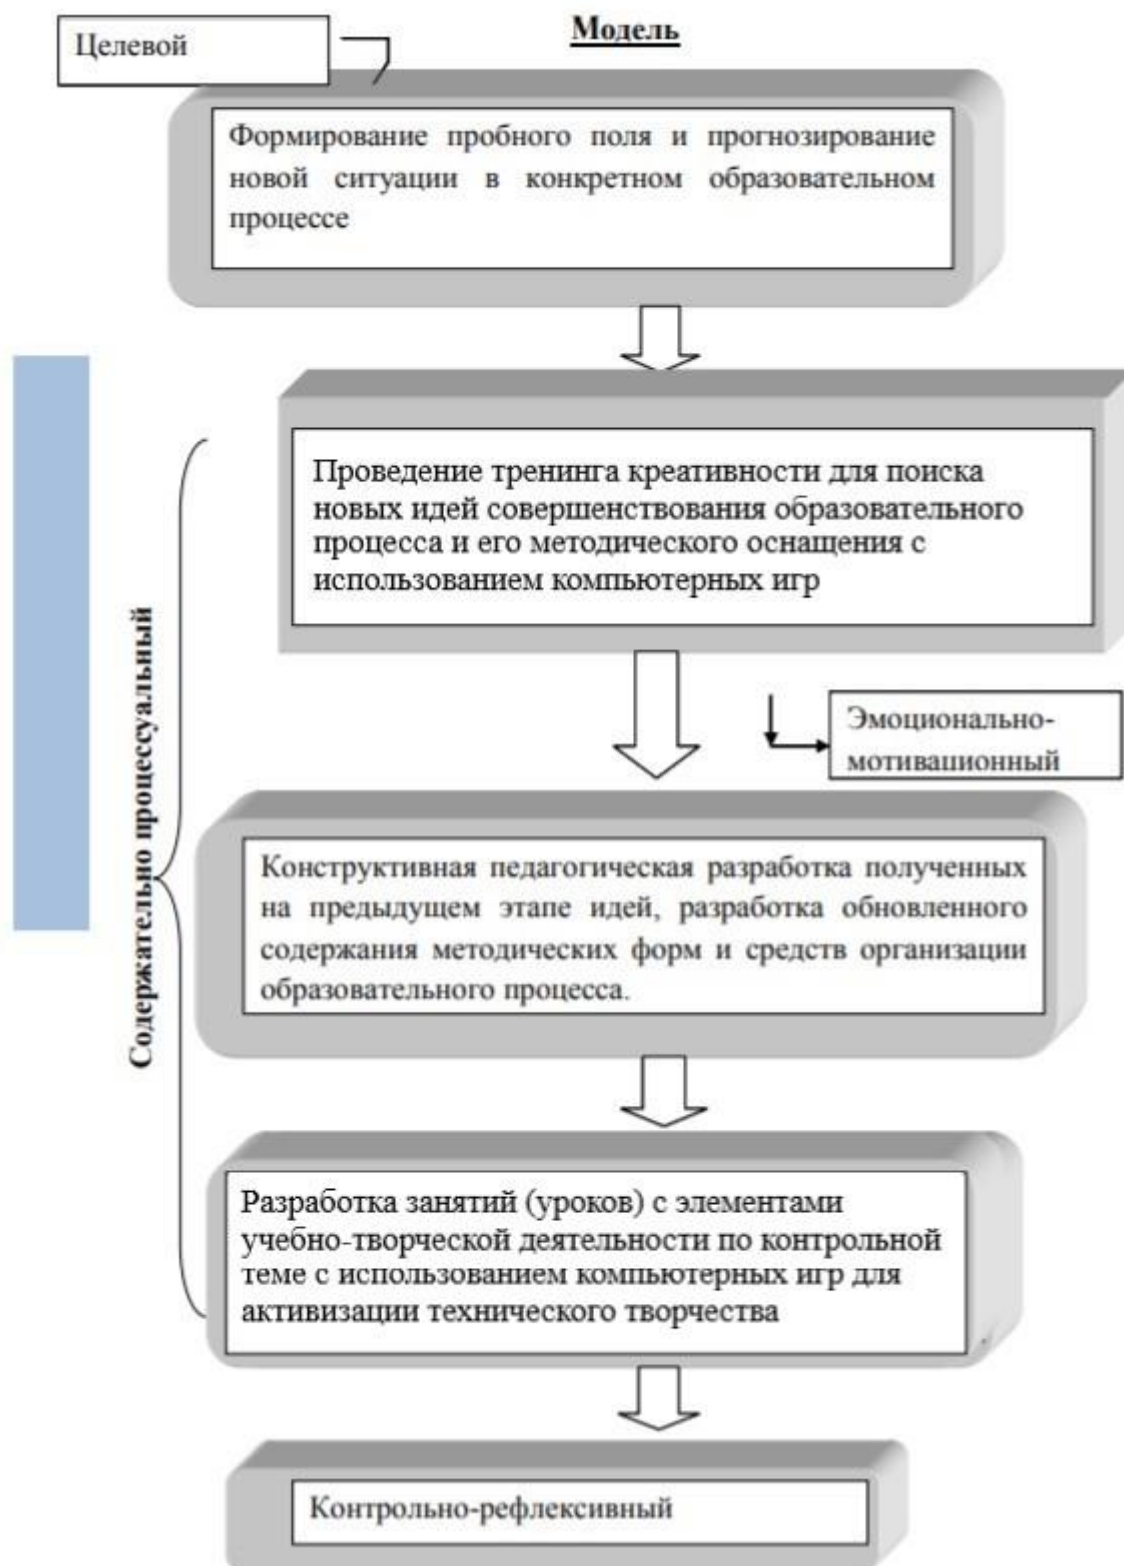 Модель
Целевой
Формирование пробного поля и прогнозирование
новой ситуации в конкретном образовательном
процессе
Содержательно процессуальный
Проведение тренинга креативности для поиска
новых идей совершенствования образовательного
процесса и его методического оснащения с
использованием компьютерных игр
Эмоционально-
мотивационный
Конструктивная педагогическая разработка полученных
на предыдущем этапе идей, разработка обновленного
содержания методических форм и средств организации
образовательного процесса.
Разработка занятий (уроков) с элементами
учебно-творческой деятельности по контрольной
теме с использованием компьютерных игр для
активизации технического творчества
Контрольно-рефлексивный